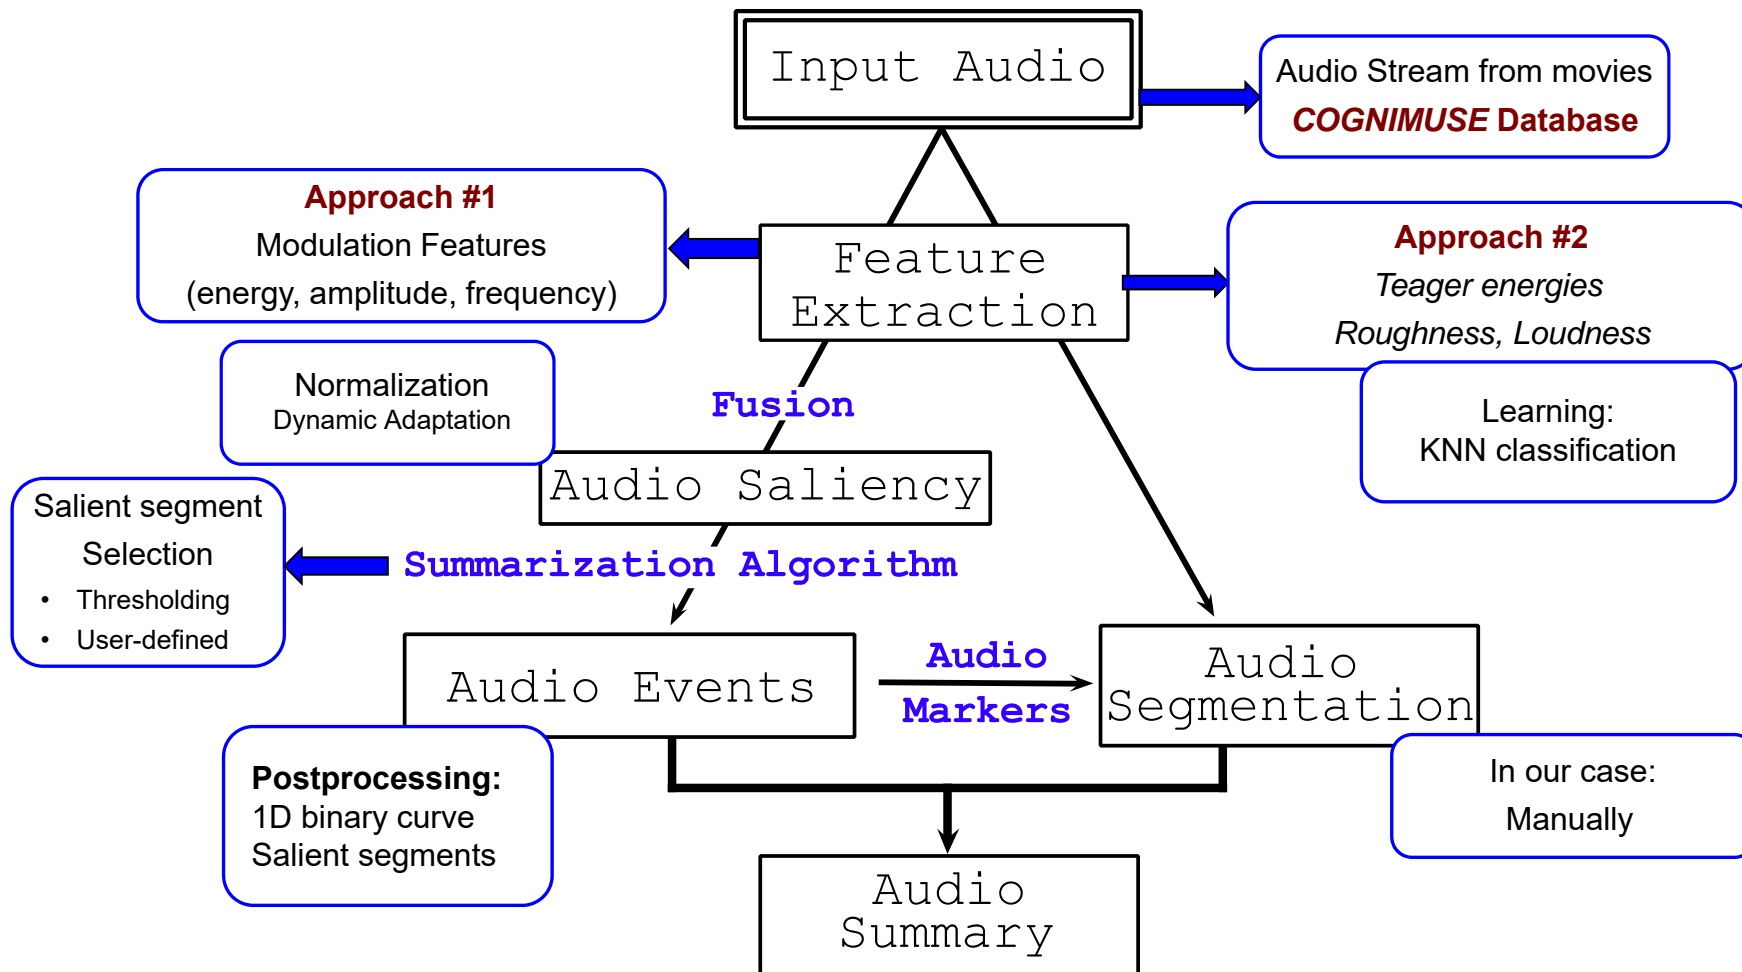 Input Audio
Audio Stream from movies
COGNIMUSE Database
Approach #1
Modulation Features
(energy, amplitude, frequency)
Feature
Extraction
Approach #2
Teager energies
Roughness, Loudness
Normalization
Dynamic Adaptation
Fusion
Learning:
KNN classification
Audio Saliency
Salient segment
Selection
• Thresholding
• User-defined
Summarization Algorithm
Audio Events
Audio
Markers
Audio
Segmentation
Postprocessing:
1D binary curve
Salient segments
In our case:
Manually
Audio
Summary